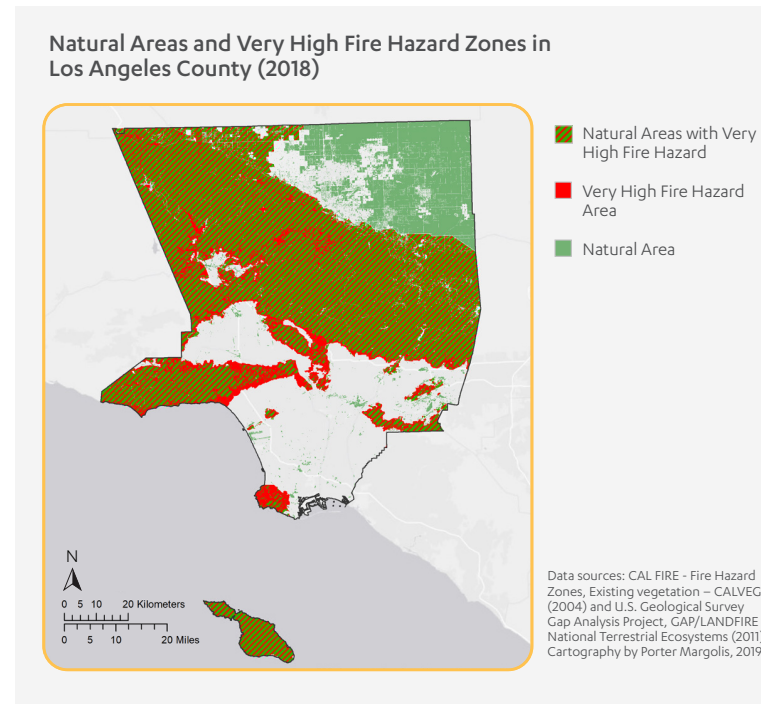 Natural Areas and Very High Fire Hazard Zones in
Los Angeles County (2018)
Natural Areas with Very
High Fire Hazard
Very High Fire Hazard
Area
Natural Area
N
0 5 10 20 Kilometers
0 5 10 20 Miles
Data sources: CAL FIRE - Fire Hazard
Zones, Existing vegetation – CALVEG
(2004) and U.S. Geological Survey
Gap Analysis Project, GAP/LANDFIRE
National Terrestrial Ecosystems (2011)
Cartography by Porter Margolis, 2019